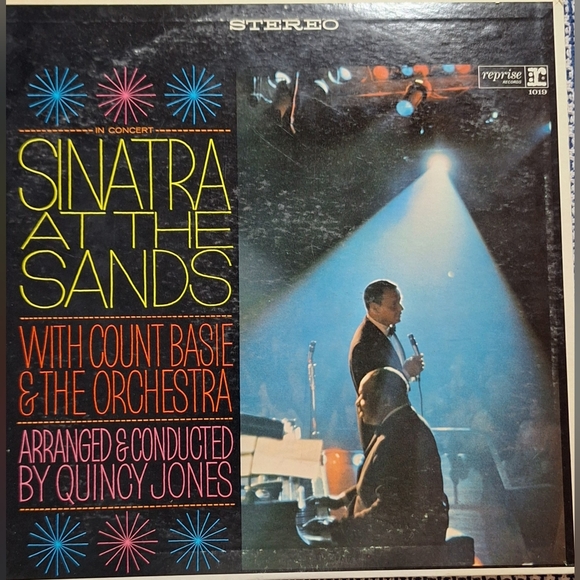 STEREO
reprise
RECORDS
r:
1019
IN CONCERT
SINATRA
AT THE
SANDS
WITH COUNT BASIE
& THE ORCHESTRA
ARRANGED & CONDUCTED
BY QUINCY JONES